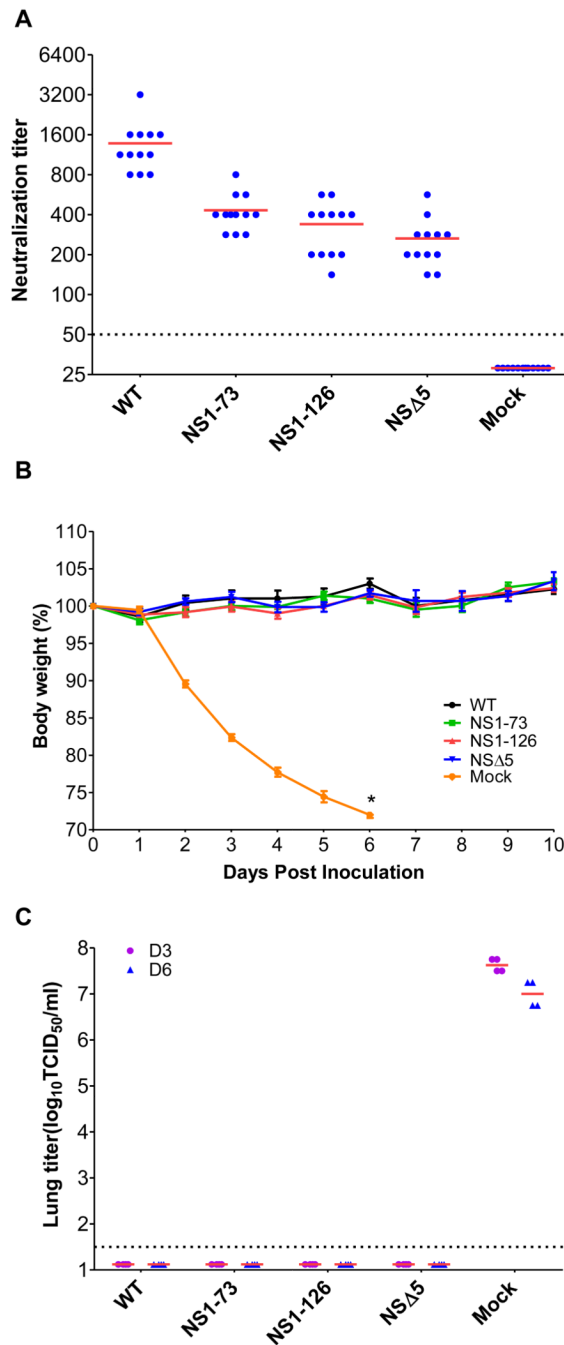 A
Neutralization titer
6400
3200
1600
800
400
200
100
50
25
WT
NS1-73
NS1-126
NSΔ5
Mock
B
Body weight (%)
110
105
100
95
90
85
80
75
70
WT
NS1-73
NS1-126
NSΔ5
Mock
*
0 1 2 3 4 5 6 7 8 9 10
Days Post Inoculation
C
Lung titer(log10TCID50/ml)
D3
D6
8
7
6
5
4
3
2
1
WT
NS1-73
NS1-126
NSΔ5
Mock